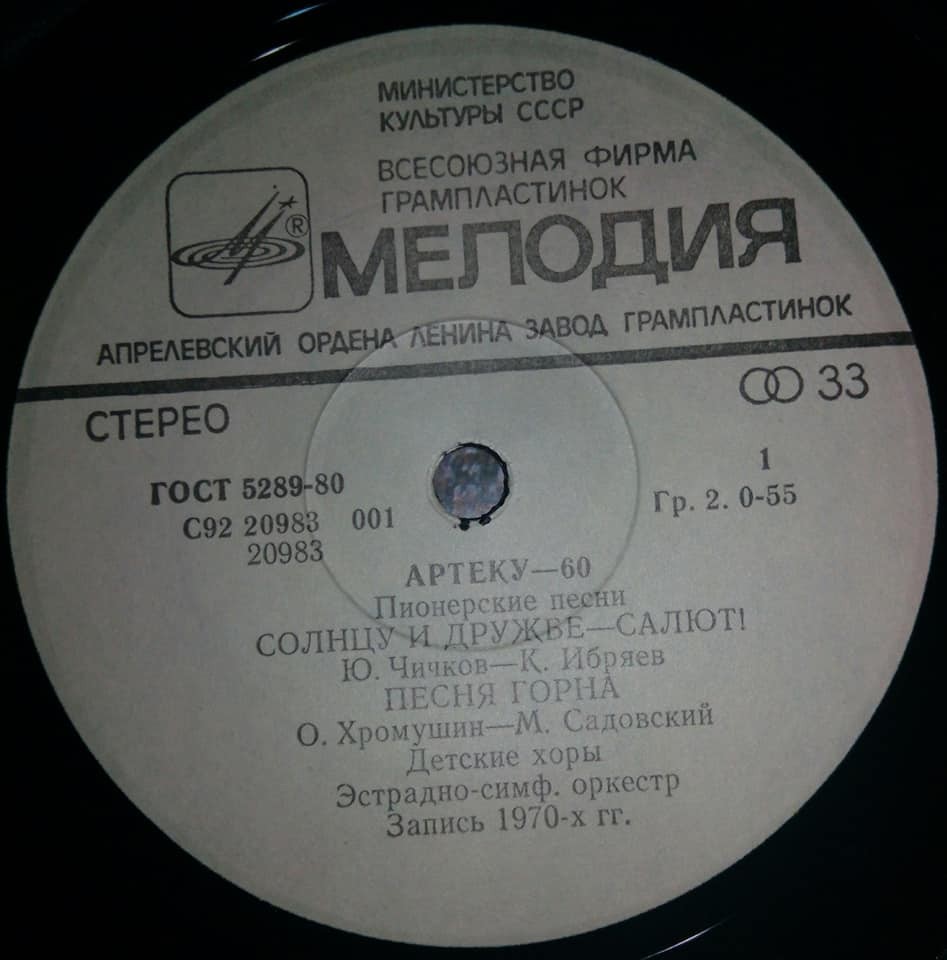 МИНИСТЕРСТВО
КУЛЬТУРЫ СССР
ВСЕСОЮЗНАЯ ФИРМА
ГРАМПЛАСТИНОК
®
МЕЛОДИЯ
АПРЕЛЕВСКИЙ ОРДЕНА ЛЕНИНА ЗАВОД ГРАМПЛАСТИНОК
СТЕРЕО
33
ГОСТ 5289-80
1
С92 20983 001
Гр. 2. 0-55
20983
АРТЕКУ—60
Пионерские песни
СОЛНЦУ И ДРУЖБЕ—САЛЮТ!
Ю. Чичков—К. Ибряев
ПЕСНЯ ГОРНА
О. Хромушин—М. Садовский
Детские хоры
Эстрадно-симф. оркестр
Запись 1970-х гг.